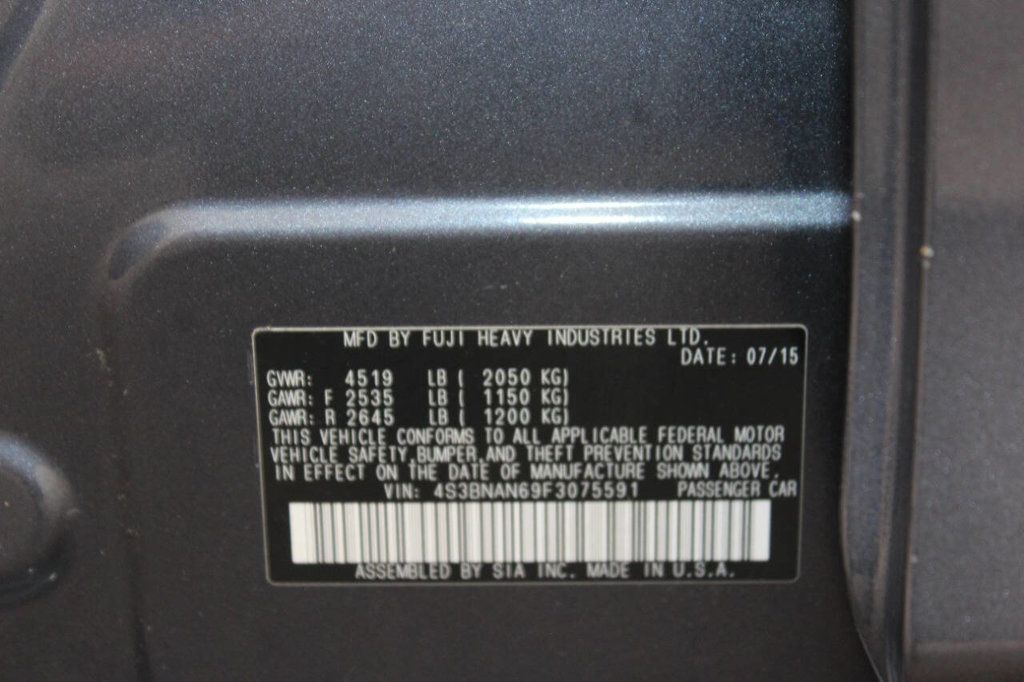 MFD BY FUJI HEAVY INDUSTRIES LTD.
DATE: 07/15
GVWR: 4519 LB ( 2050 KG)
GAWR: F 2535 LB ( 1150 KG)
GAWR: R 2645 LB ( 1200 KG)
THIS VEHICLE CONFORMS TO ALL APPLICABLE FEDERAL MOTOR
VEHICLE SAFETY, BUMPER, AND THEFT PREVENTION STANDARDS
IN EFFECT ON THE DATE OF MANUFACTURE SHOWN ABOVE.
VIN: 4S3BNAN69F3075591 PASSENGER CAR
ASSEMBLED BY SIA INC. MADE IN U.S.A.